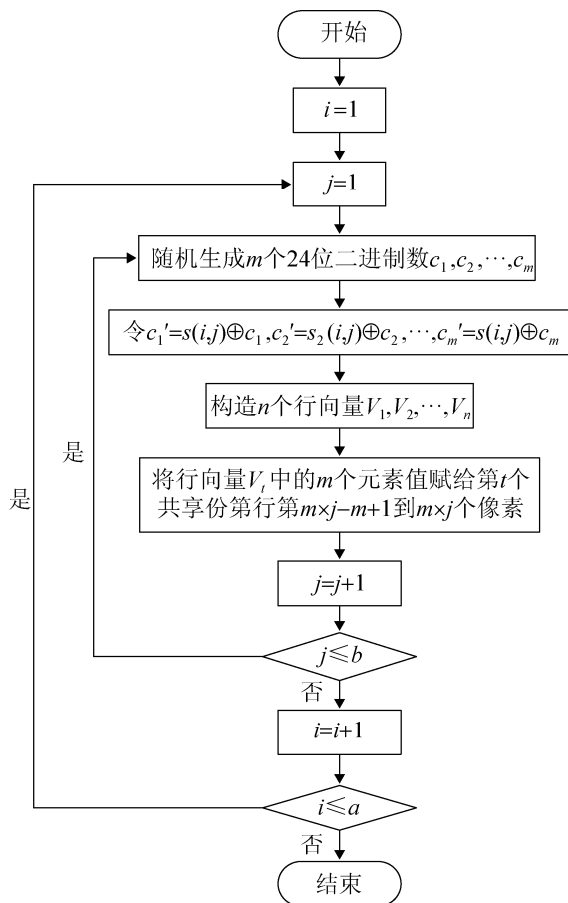 开始
i=1
j=1
随机生成m个24位二进制数c₁,c₂,⋯,cₘ
令c₁′=s(i,j)⊕c₁,c₂′=s₂(i,j)⊕c₂,⋯,cₘ′=s(i,j)⊕cₘ
构造n个行向量V₁,V₂,⋯,Vₙ
将行向量Vₜ中的m个元素值赋给第t个
共享份第行第m×j−m+1到m×j个像素
j=j+1
j≤b
是
否
i=i+1
i≤a
是
否
结束